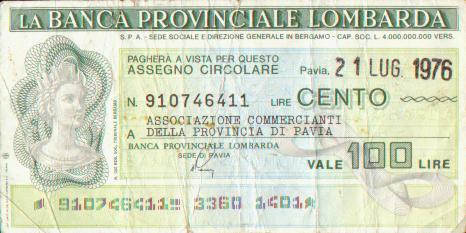 LA BANCA PROVINCIALE LOMBARDA
S.P.A. - SEDE SOCIALE E DIREZIONE GENERALE IN BERGAMO - CAP. SOC. L. 4.000.000.000 VERS.
PAGHERÀ A VISTA PER QUESTO
ASSEGNO CIRCOLARE Pavia, 21 LUG. 1976
N. 910746411 LIRE CENTO
ASSOCIAZIONE COMMERCIANTI
A DELLA PROVINCIA DI PAVIA
BANCA PROVINCIALE LOMBARDA
SEDE DI PAVIA
VALE 100 LIRE
910746411 3360 1401